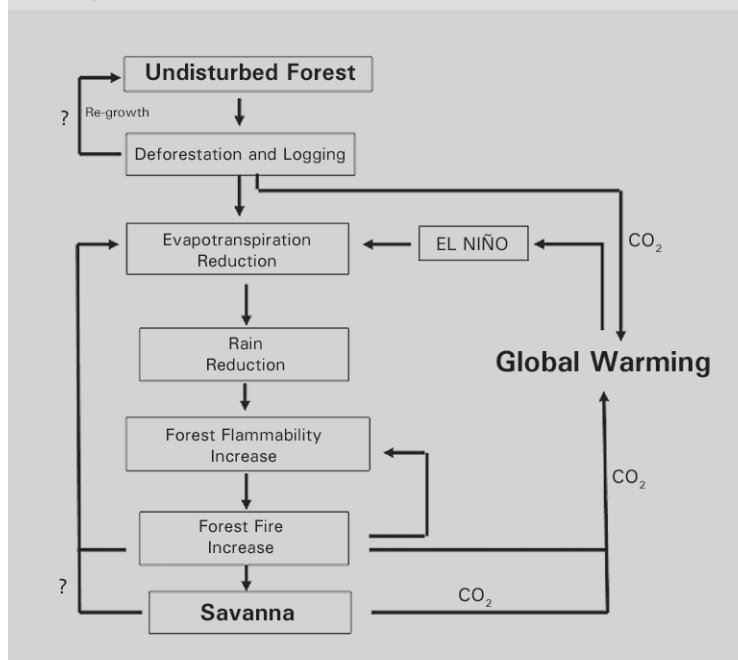 Undisturbed Forest
?
Re-growth
Deforestation and Logging
Evapotranspiration
Reduction
EL NIÑO
CO₂
Rain
Reduction
Global Warming
Forest Flammability
Increase
CO₂
Forest Fire
Increase
?
Savanna
CO₂